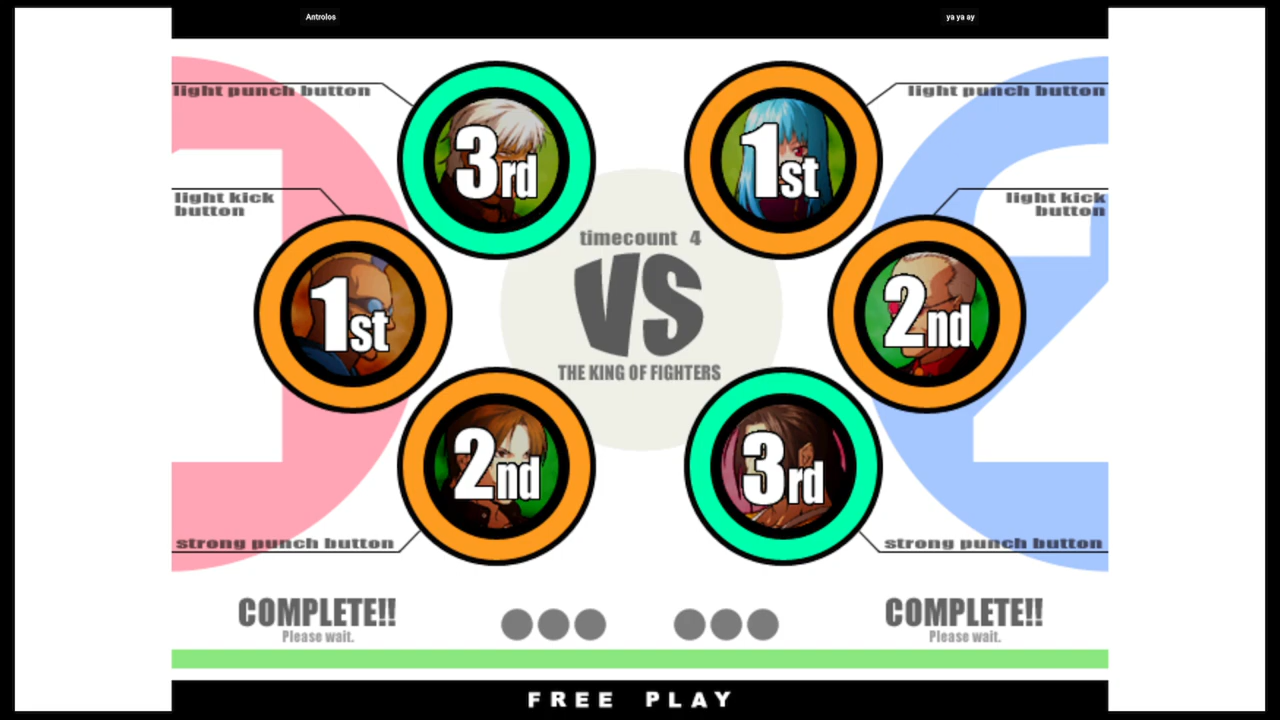 Antrolos
ya ya ay
light punch button
3rd
1st
light punch button
light kick
button
light kick
button
timecount 4
VS
1st
2nd
THE KING OF FIGHTERS
2nd
3rd
strong punch button
strong punch button
COMPLETE!!
Please wait.
COMPLETE!!
Please wait.
FREE PLAY